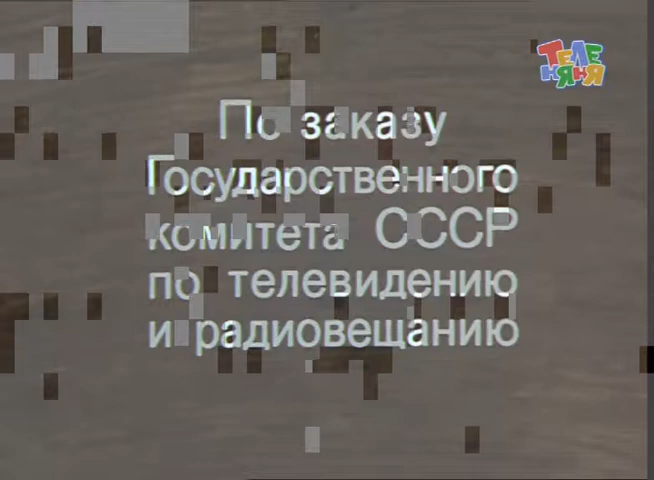 ТЕЛЕ
НЯНЯ
По заказу
Государственного
комитета СССР
по телевидению
и радиовещанию